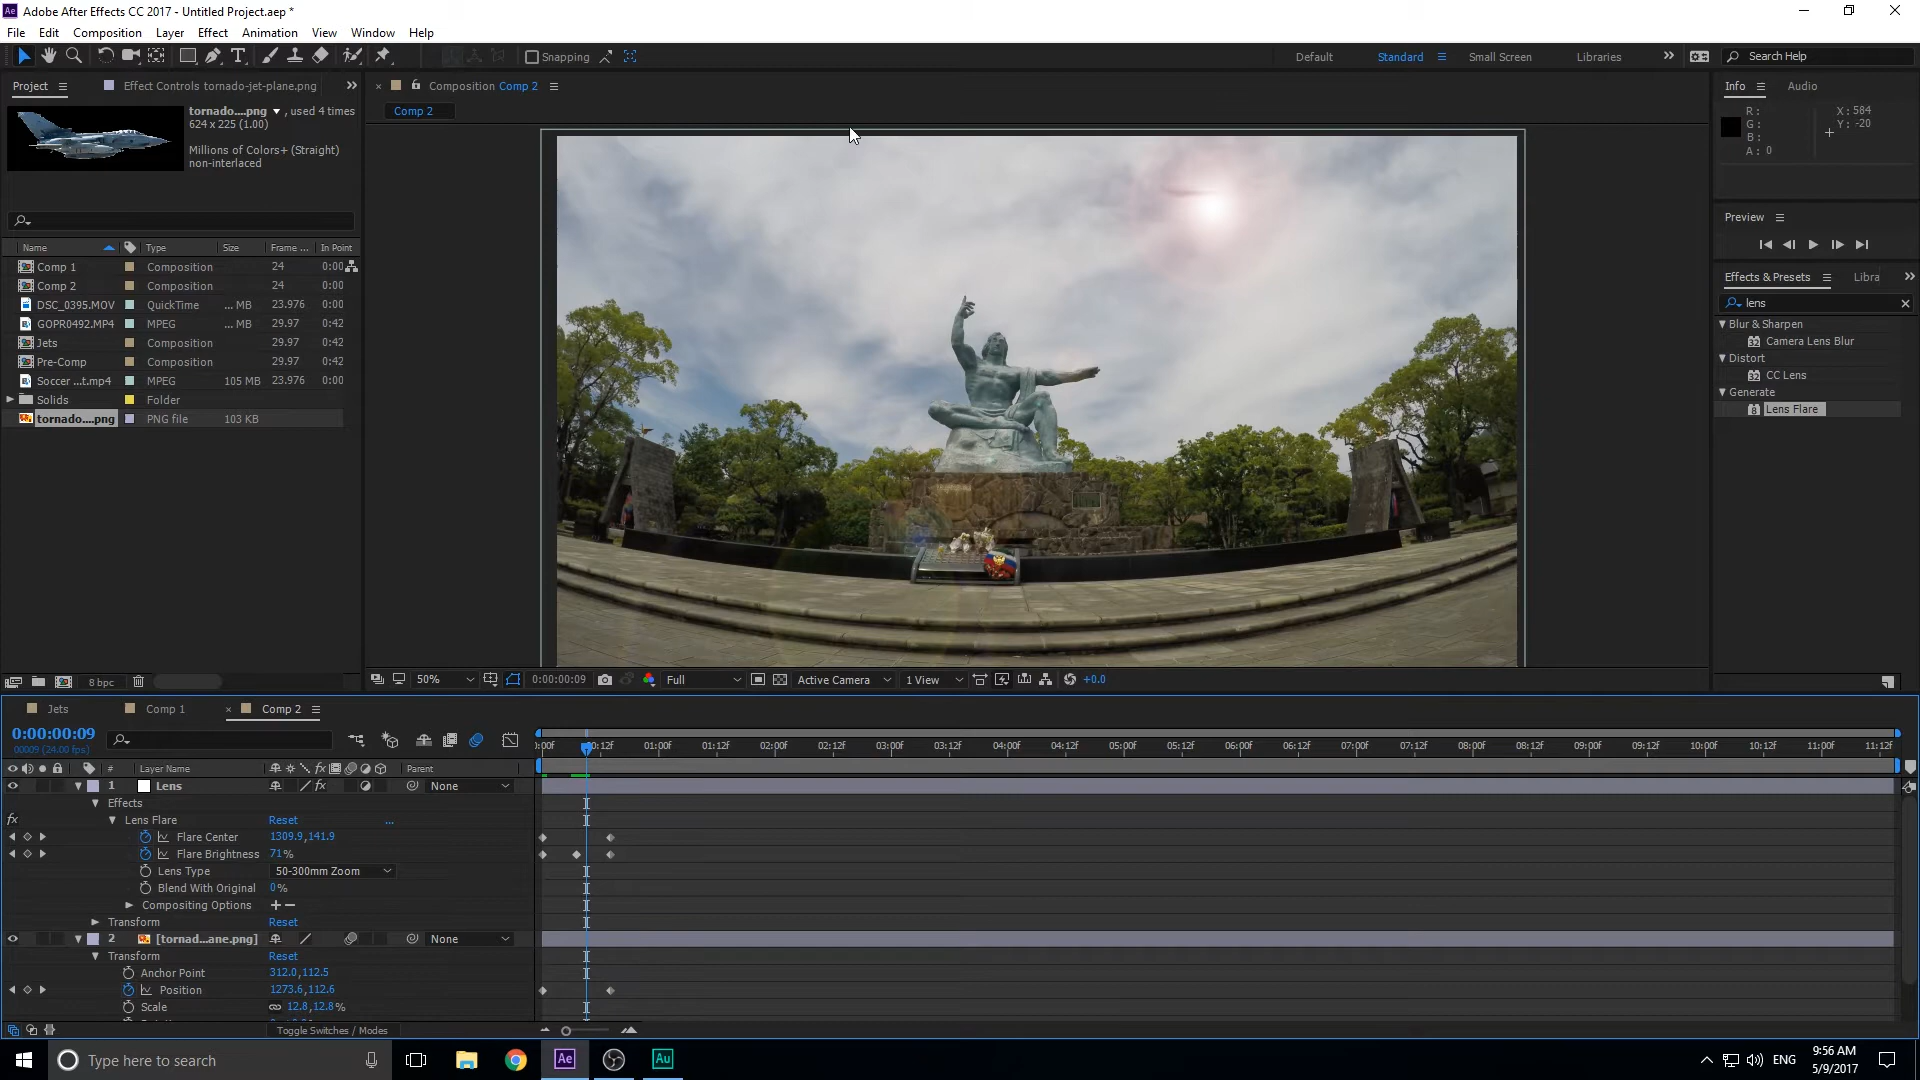 Adobe After Effects CC 2017 - Untitled Project.aep *
File Edit Composition Layer Effect Animation View Window Help
Snapping
Default Standard Small Screen Libraries
Search Help
Project
Effect Controls tornado-jet-plane.png
Composition Comp 2
Comp 2
tornado....png , used 4 times
624 x 225 (1.00)
Millions of Colors+ (Straight)
non-interlaced
Name Type Size Frame ... In Point
Comp 1 Composition 24 0:00
Comp 2 Composition 24 0:00
DSC_0395.MOV QuickTime ... MB 23.976 0:00
GOPR0492.MP4 MPEG ... MB 29.97 0:42
Jets Composition 29.97 0:42
Pre-Comp Composition 29.97 0:42
Soccer ...t.mp4 MPEG 105 MB 23.976 0:00
Solids Folder
tornado....png PNG file 103 KB
8 bpc
50% 0:00:00:09 Full Active Camera 1 View +0.0
Info Audio
R: X: 584
G: Y: -20
B:
A: 0
Preview
Effects & Presets Libra
lens
Blur & Sharpen
32 Camera Lens Blur
Distort
32 CC Lens
Generate
8 Lens Flare
Jets Comp 1 Comp 2
0:00:00:09
00009 (24.00 fps)
# Layer Name fx Parent
:00f 0:12f 01:00f 01:12f 02:00f 02:12f 03:00f 03:12f 04:00f 04:12f 05:00f 05:12f 06:00f 06:12f 07:00f 07:12f 08:00f 08:12f 09:00f 09:12f 10:00f 10:12f 11:00f 11:12f
1 Lens fx None
Effects
fx Lens Flare Reset ...
Flare Center 1309.9,141.9
Flare Brightness 71%
Lens Type 50-300mm Zoom
Blend With Original 0%
Compositing Options + −
Transform Reset
2 [tornad...ane.png] None
Transform Reset
Anchor Point 312.0,112.5
Position 1273.6,112.6
Scale 12.8,12.8%
Toggle Switches / Modes
Type here to search
Ae Au
ENG
9:56 AM
5/9/2017